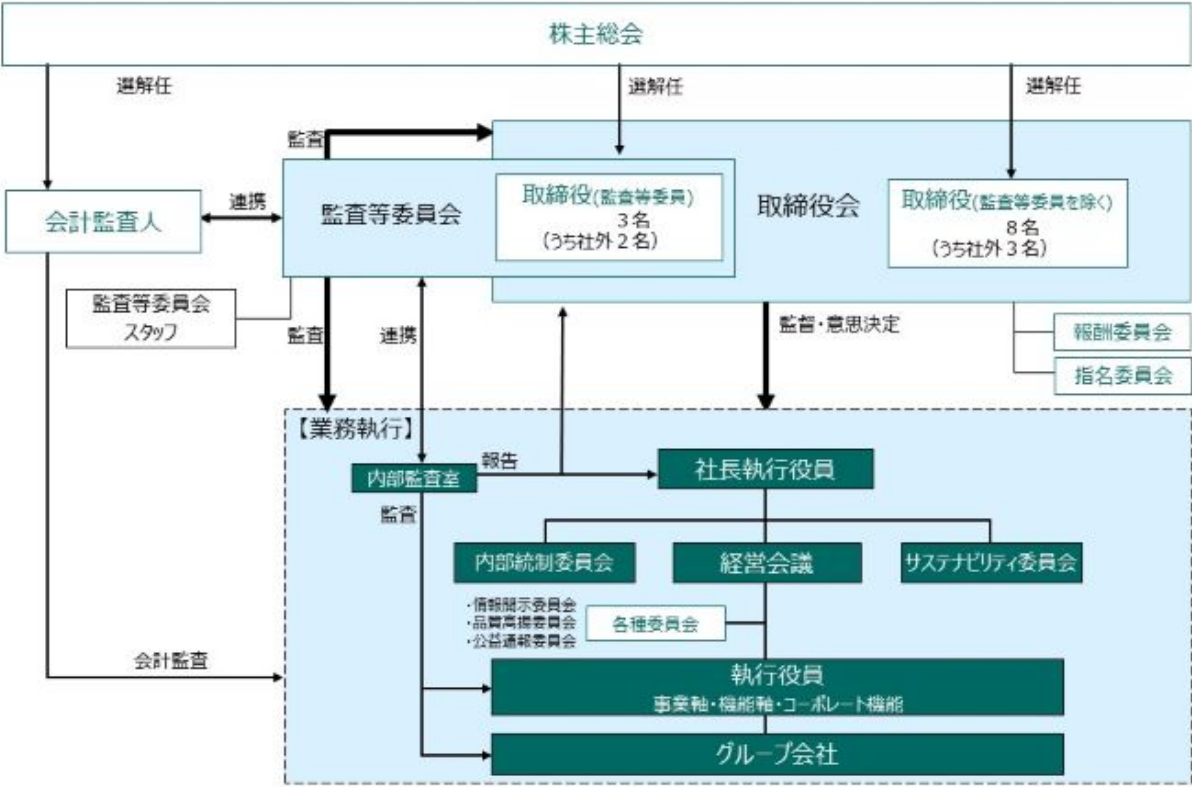 株主総会
選解任
選解任
選解任
監査
会計監査人
連携
監査等委員会
取締役(監査等委員)
3名
(うち社外2名)
取締役会
取締役(監査等委員を除く)
8名
(うち社外3名)
監査等委員会
スタッフ
監査
連携
監督・意思決定
報酬委員会
指名委員会
【業務執行】
内部監査室
報告
社長執行役員
監査
内部統制委員会
経営会議
サステナビリティ委員会
・情報開示委員会
・品質高揚委員会
・公益通報委員会
各種委員会
会計監査
執行役員
事業軸・機能軸・コーポレート機能
グループ会社